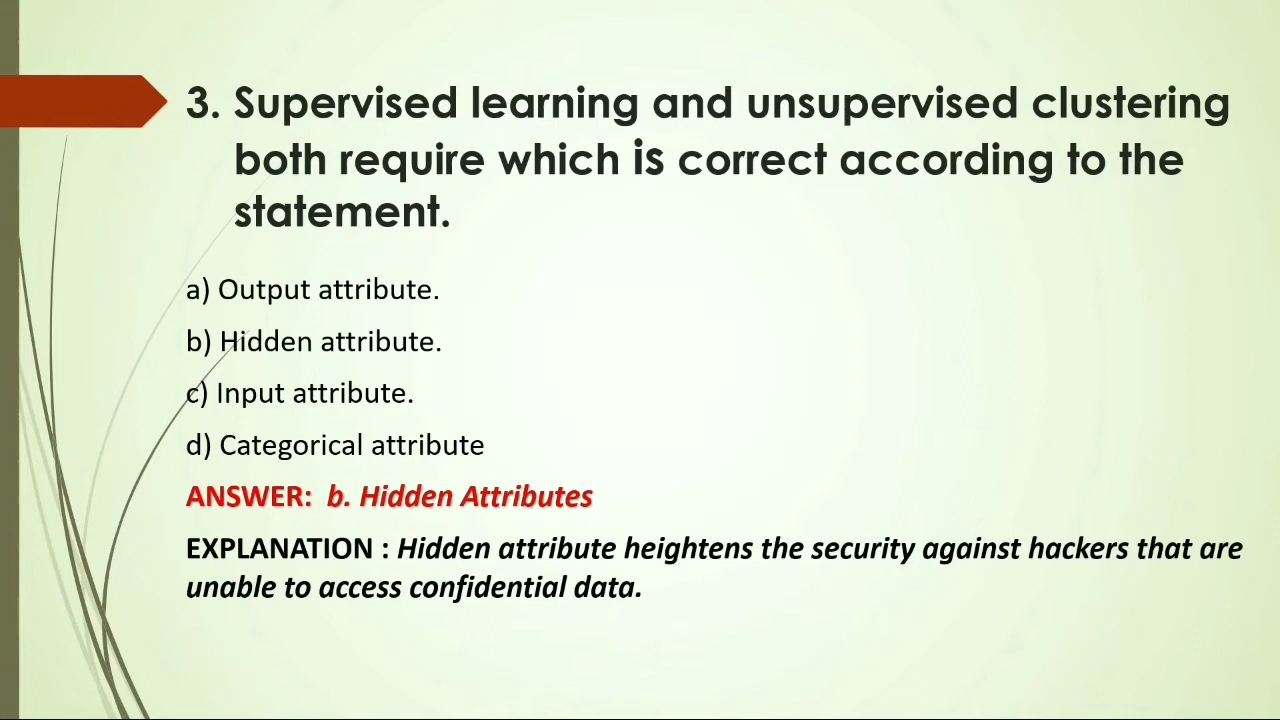 3. Supervised learning and unsupervised clustering
both require which is correct according to the
statement.
a) Output attribute.
b) Hidden attribute.
c) Input attribute.
d) Categorical attribute
ANSWER: b. Hidden Attributes
EXPLANATION : Hidden attribute heightens the security against hackers that are
unable to access confidential data.